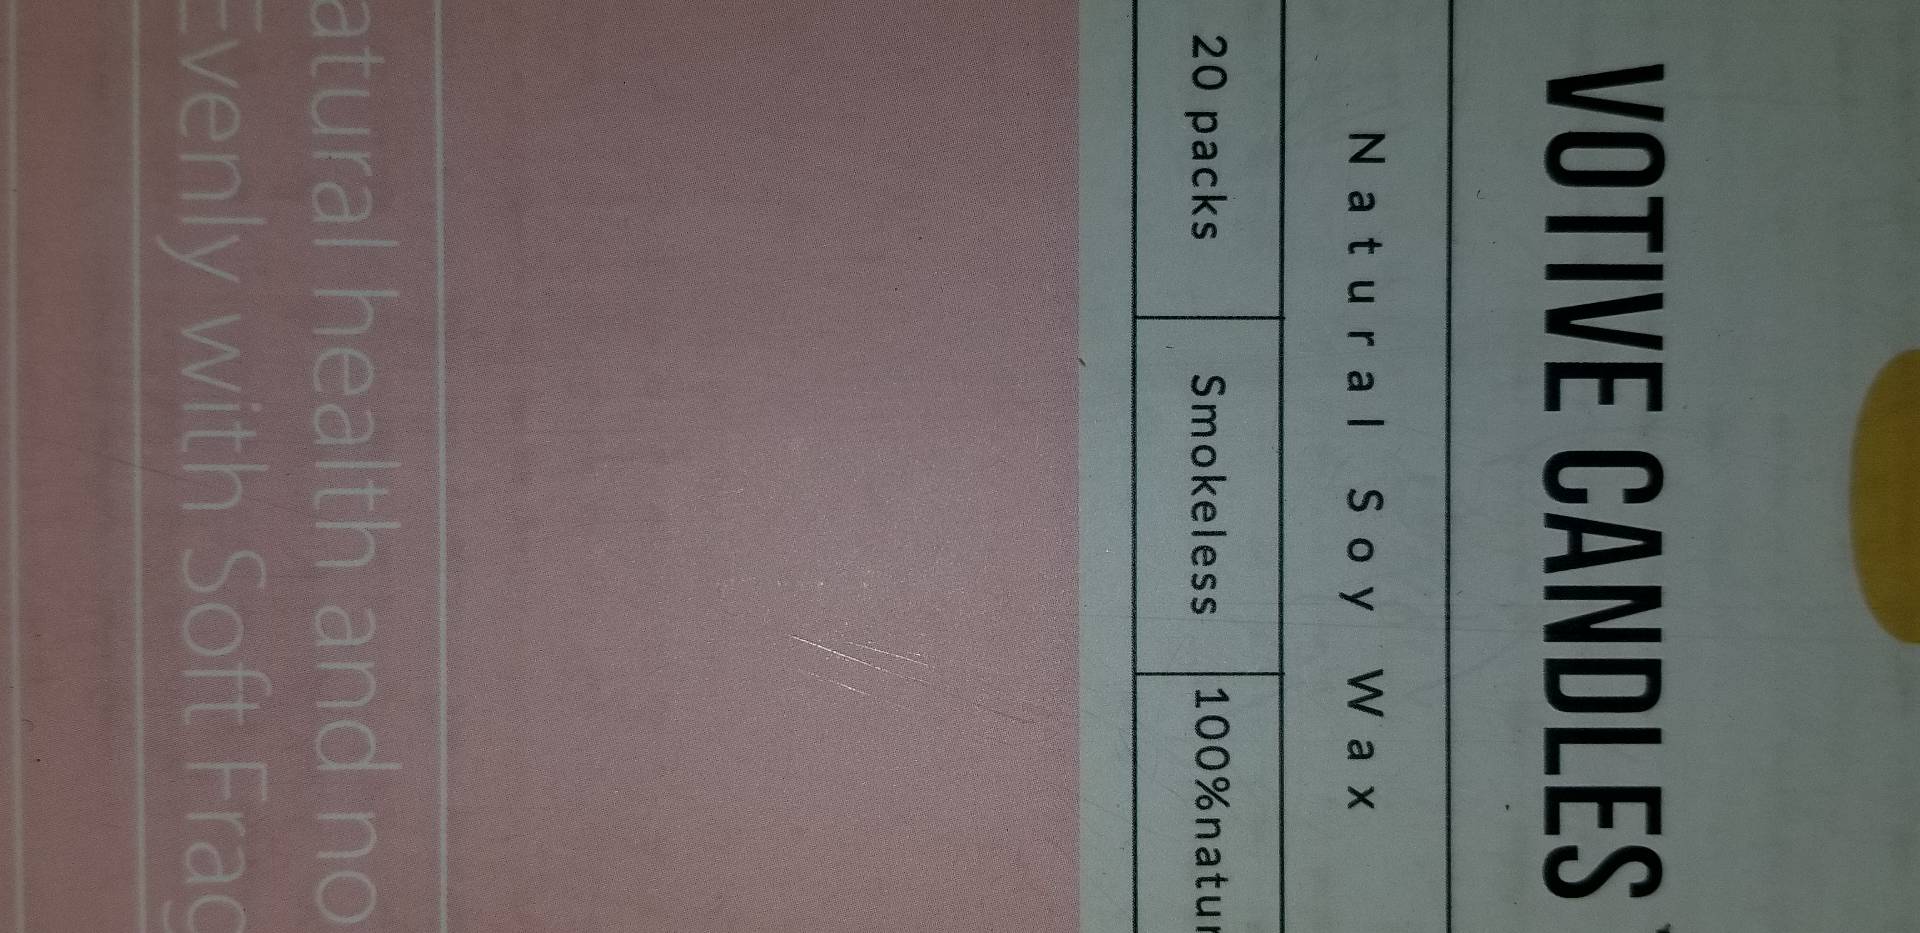 VOTIVE CANDLES
Natural Soy Wax
20 packs Smokeless 100%natur
atural health and no
Evenly with Soft Frag